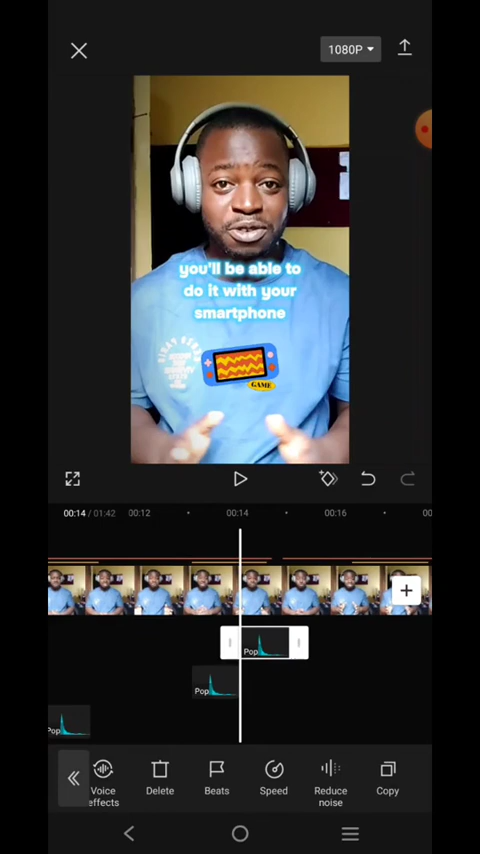 1080P
you'll be able to
do it with your
smartphone
GAME
00:14 / 01:42
00:12
00:14
00:16
00
Pop
Pop
Pop
Voice
effects
Delete
Beats
Speed
Reduce
noise
Copy